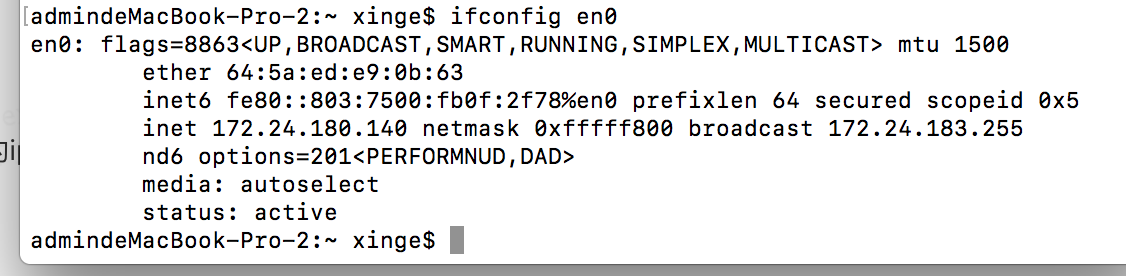 [admindeMacBook-Pro-2:~ xinge$ ifconfig en0
en0: flags=8863<UP,BROADCAST,SMART,RUNNING,SIMPLEX,MULTICAST> mtu 1500
ether 64:5a:ed:e9:0b:63
inet6 fe80::803:7500:fb0f:2f78%en0 prefixlen 64 secured scopeid 0x5
inet 172.24.180.140 netmask 0xfffff800 broadcast 172.24.183.255
nd6 options=201<PERFORMNUD,DAD>
media: autoselect
status: active
admindeMacBook-Pro-2:~ xinge$